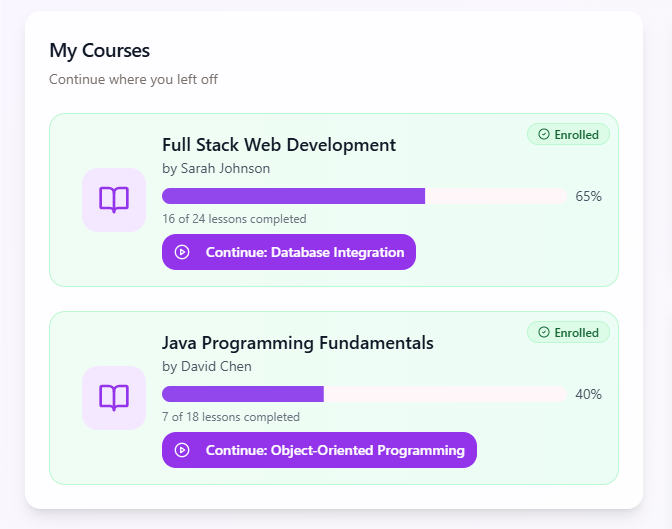 My Courses
Continue where you left off
Enrolled
Full Stack Web Development
by Sarah Johnson
65%
16 of 24 lessons completed
Continue: Database Integration
Enrolled
Java Programming Fundamentals
by David Chen
40%
7 of 18 lessons completed
Continue: Object-Oriented Programming